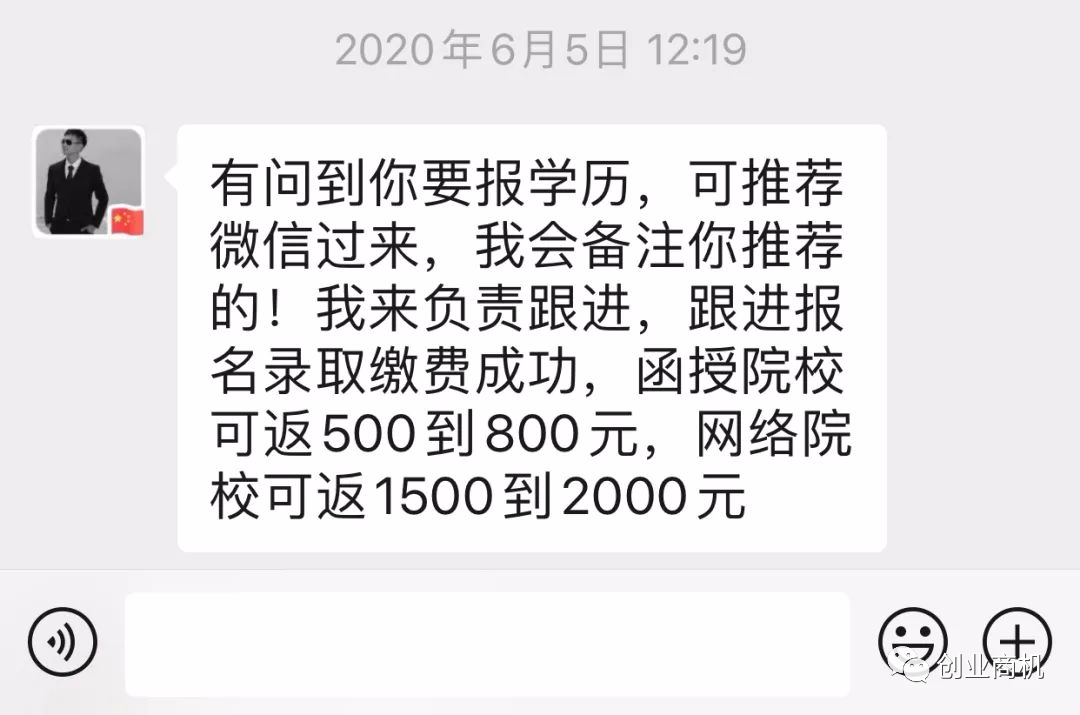 2020年6月5日 12:19
有问到你要报学历，可推荐
微信过来，我会备注你推荐
的！我来负责跟进，跟进报
名录取缴费成功，函授院校
可返500到800元，网络院
校可返1500到2000元
创业商机